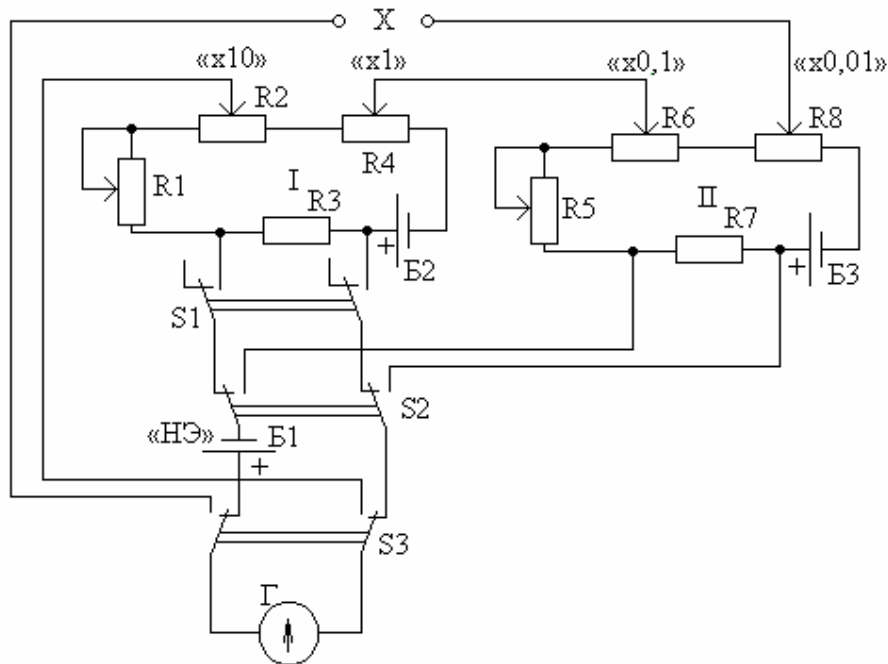 X
«x10» «x1» «x0,1» «x0,01»
R2 R6 R8
R4
R1 I R5 II
R3 R7
+ Б2 + Б3
S1
S2
«НЭ» Б1
+
S3
Г